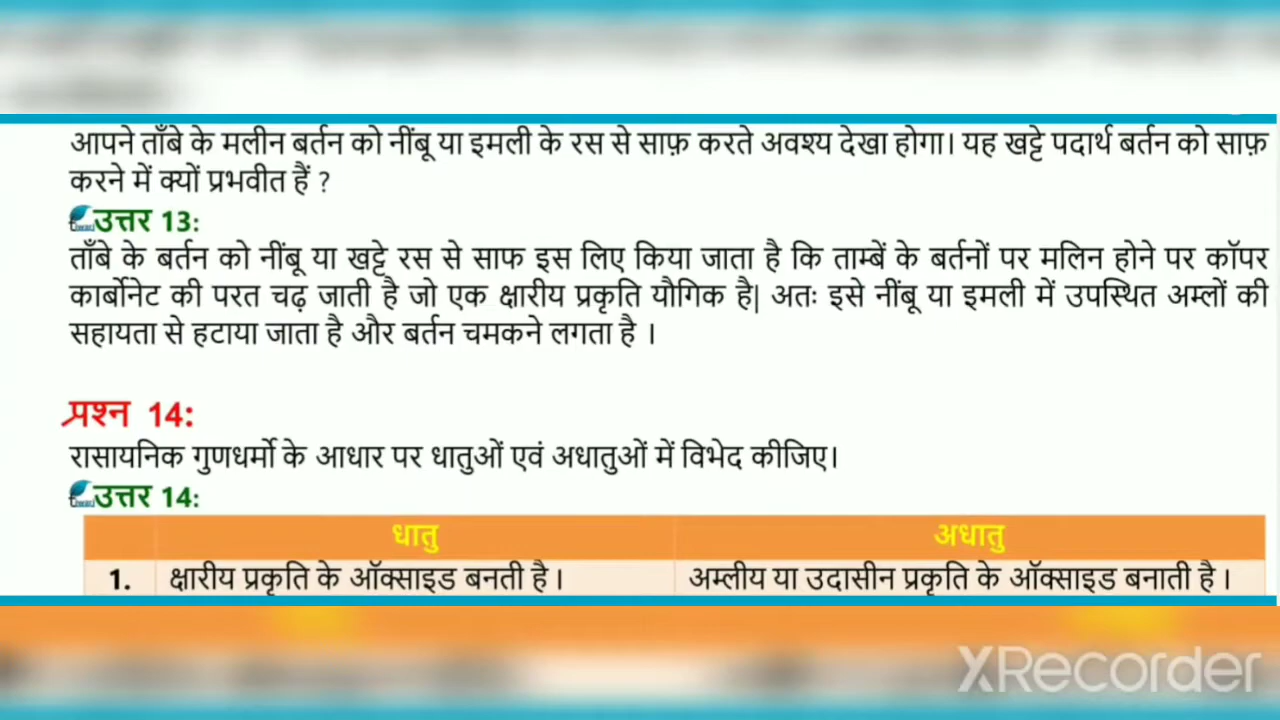 आपने ताँबे के मलीन बर्तन को नींबू या इमली के रस से साफ़ करते अवश्य देखा होगा। यह खट्टे पदार्थ बर्तन को साफ़
करने में क्यों प्रभवीत हैं ?
उत्तर 13:
ताँबे के बर्तन को नींबू या खट्टे रस से साफ इस लिए किया जाता है कि ताम्बें के बर्तनों पर मलिन होने पर कॉपर
कार्बोनेट की परत चढ़ जाती है जो एक क्षारीय प्रकृति यौगिक है| अतः इसे नींबू या इमली में उपस्थित अम्लों की
सहायता से हटाया जाता है और बर्तन चमकने लगता है ।
प्रश्न 14:
रासायनिक गुणधर्मो के आधार पर धातुओं एवं अधातुओं में विभेद कीजिए।
उत्तर 14:
धातु अधातु
1. क्षारीय प्रकृति के ऑक्साइड बनती है । अम्लीय या उदासीन प्रकृति के ऑक्साइड बनाती है ।
XRecorder